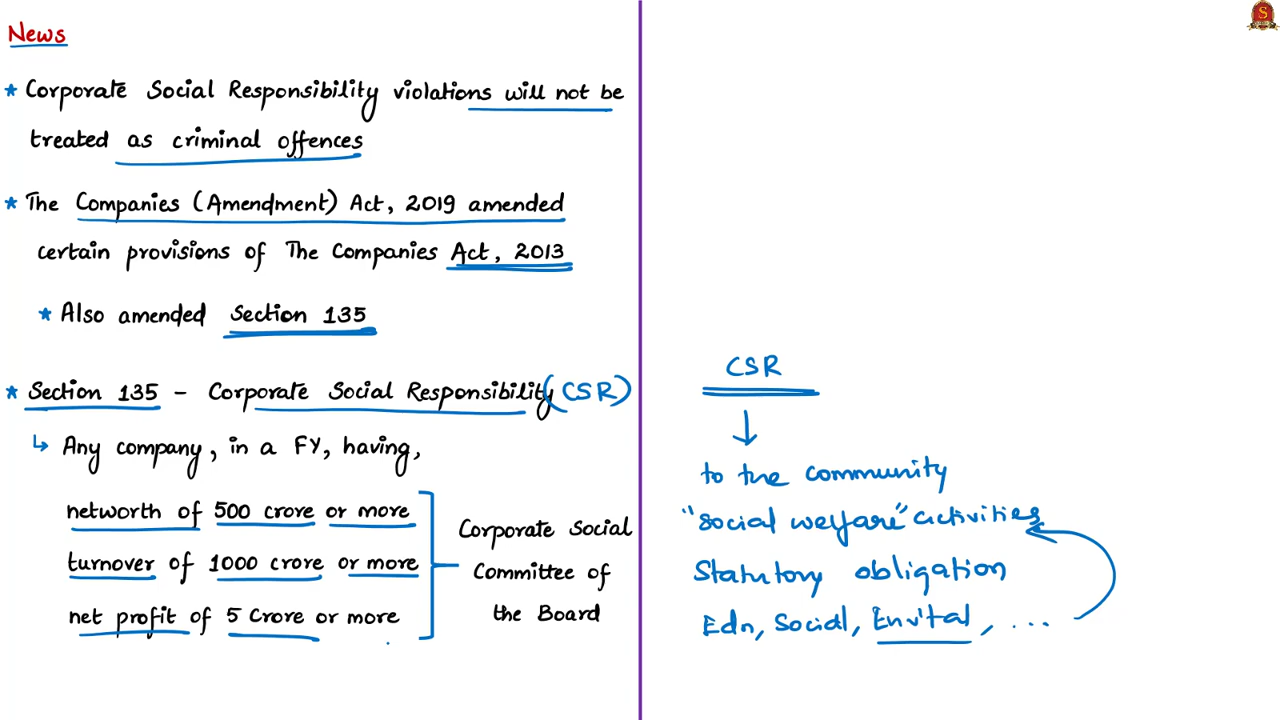 News
* Corporate Social Responsibility violations will not be
treated as criminal offences
* The Companies (Amendment) Act, 2019 amended
certain provisions of The Companies Act, 2013
* Also amended Section 135
* Section 135 - Corporate Social Responsibility (CSR)
↳ Any company, in a FY, having,
networth of 500 crore or more
turnover of 1000 crore or more
net profit of 5 Crore or more
Corporate Social
Committee of
the Board
CSR
↓
to the community
"social welfare" activities
Statutory obligation
Edn, Social, Envital, ...
S